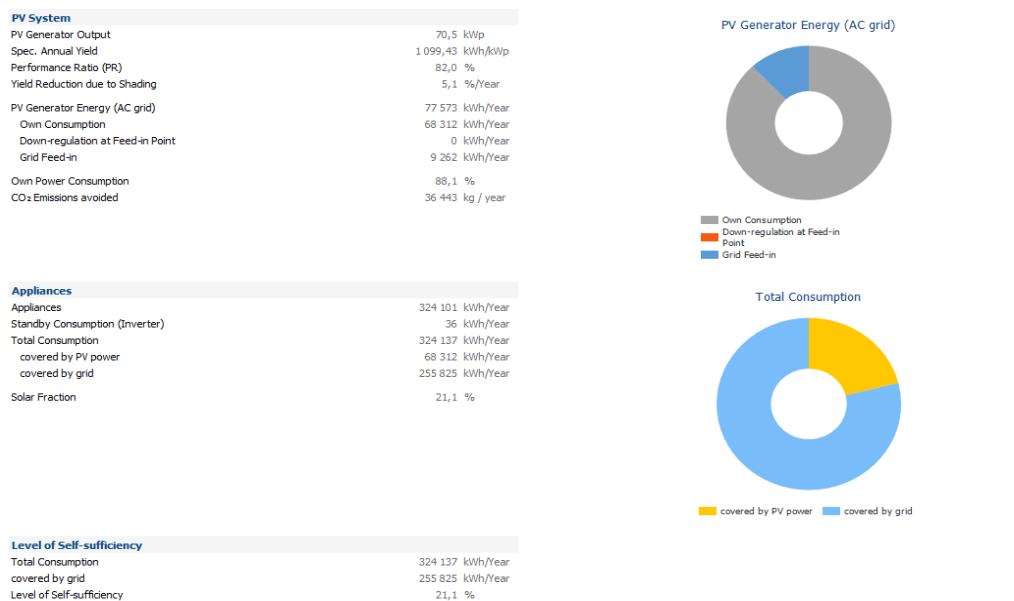 PV System
PV Generator Output 70,5 kWp
Spec. Annual Yield 1 099,43 kWh/kWp
Performance Ratio (PR) 82,0 %
Yield Reduction due to Shading 5,1 %/Year
PV Generator Energy (AC grid) 77 573 kWh/Year
Own Consumption 68 312 kWh/Year
Down-regulation at Feed-in Point 0 kWh/Year
Grid Feed-in 9 262 kWh/Year
Own Power Consumption 88,1 %
CO₂ Emissions avoided 36 443 kg / year
PV Generator Energy (AC grid)
Own Consumption
Down-regulation at Feed-in
Point
Grid Feed-in
Appliances
Appliances 324 101 kWh/Year
Standby Consumption (Inverter) 36 kWh/Year
Total Consumption 324 137 kWh/Year
covered by PV power 68 312 kWh/Year
covered by grid 255 825 kWh/Year
Solar Fraction 21,1 %
Total Consumption
covered by PV power covered by grid
Level of Self-sufficiency
Total Consumption 324 137 kWh/Year
covered by grid 255 825 kWh/Year
Level of Self-sufficiency 21,1 %